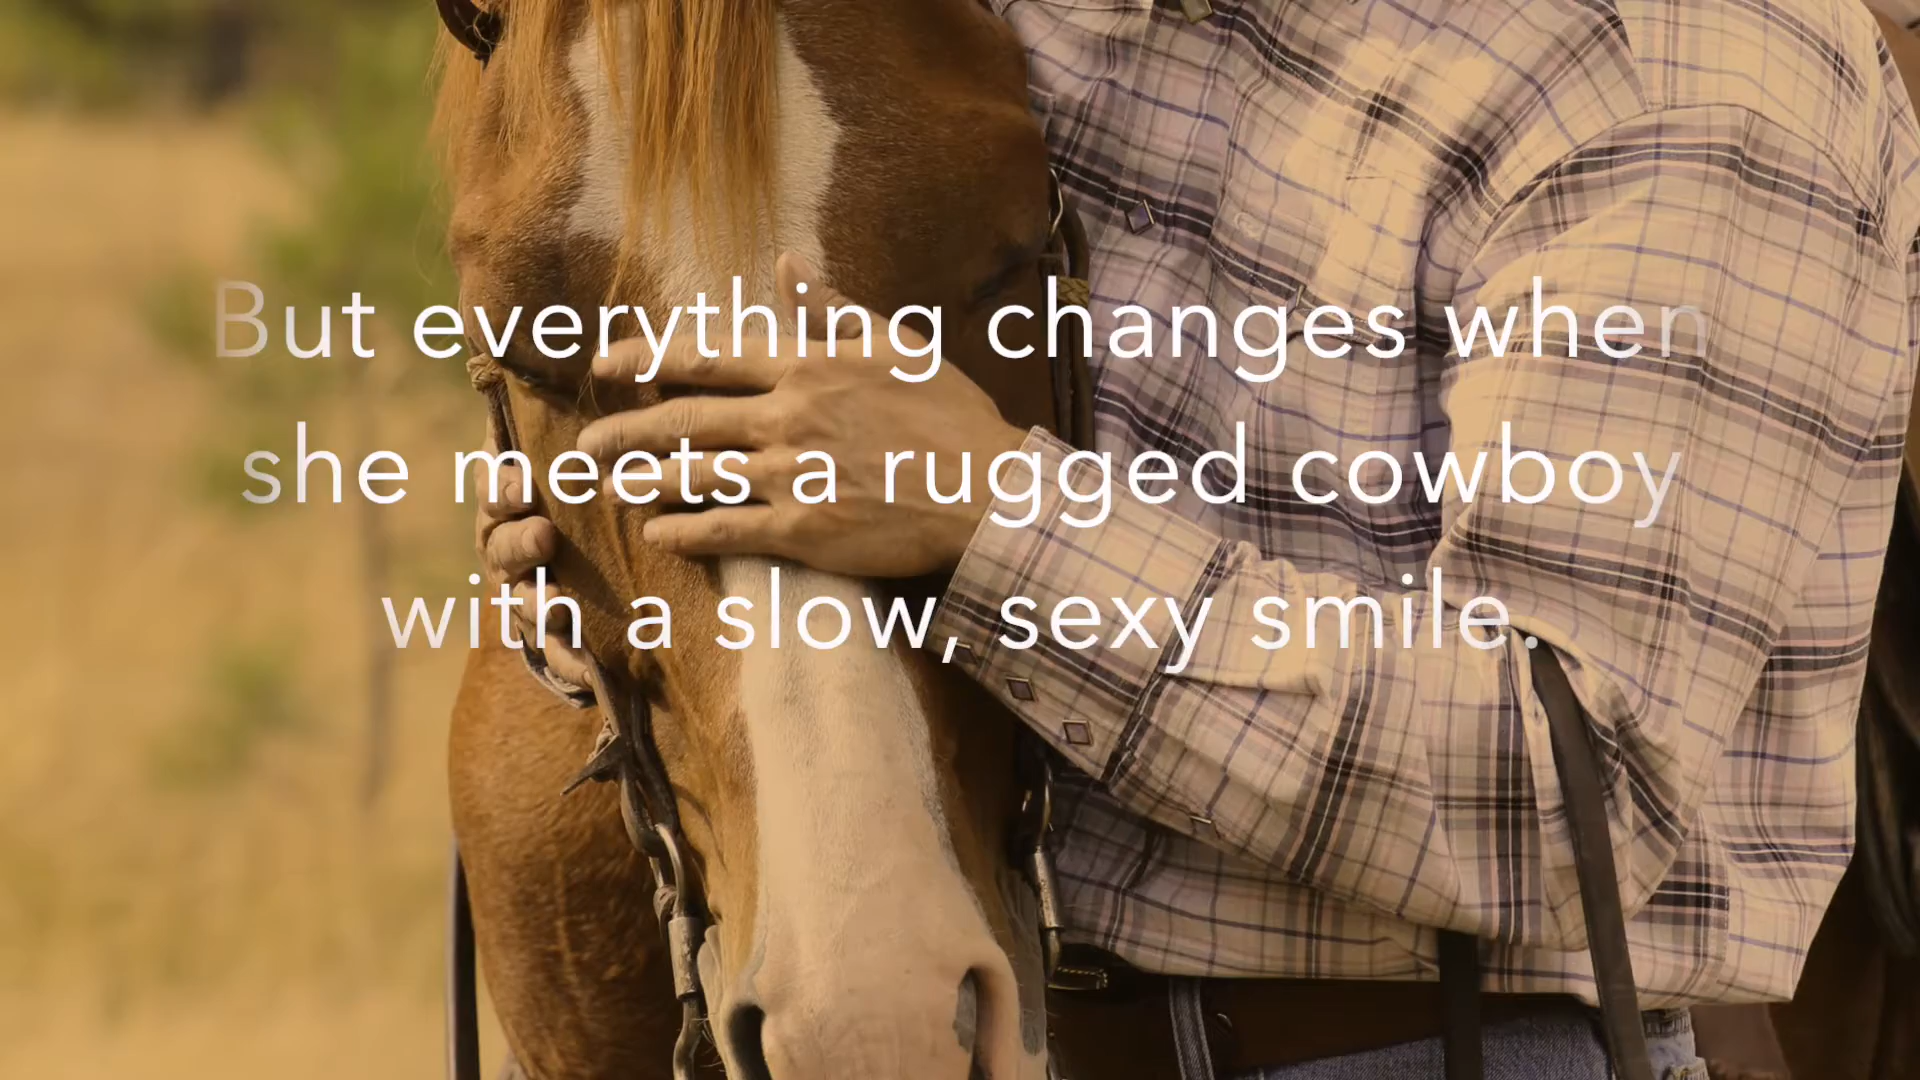 But everything changes when
she meets a rugged cowboy
with a slow, sexy smile.